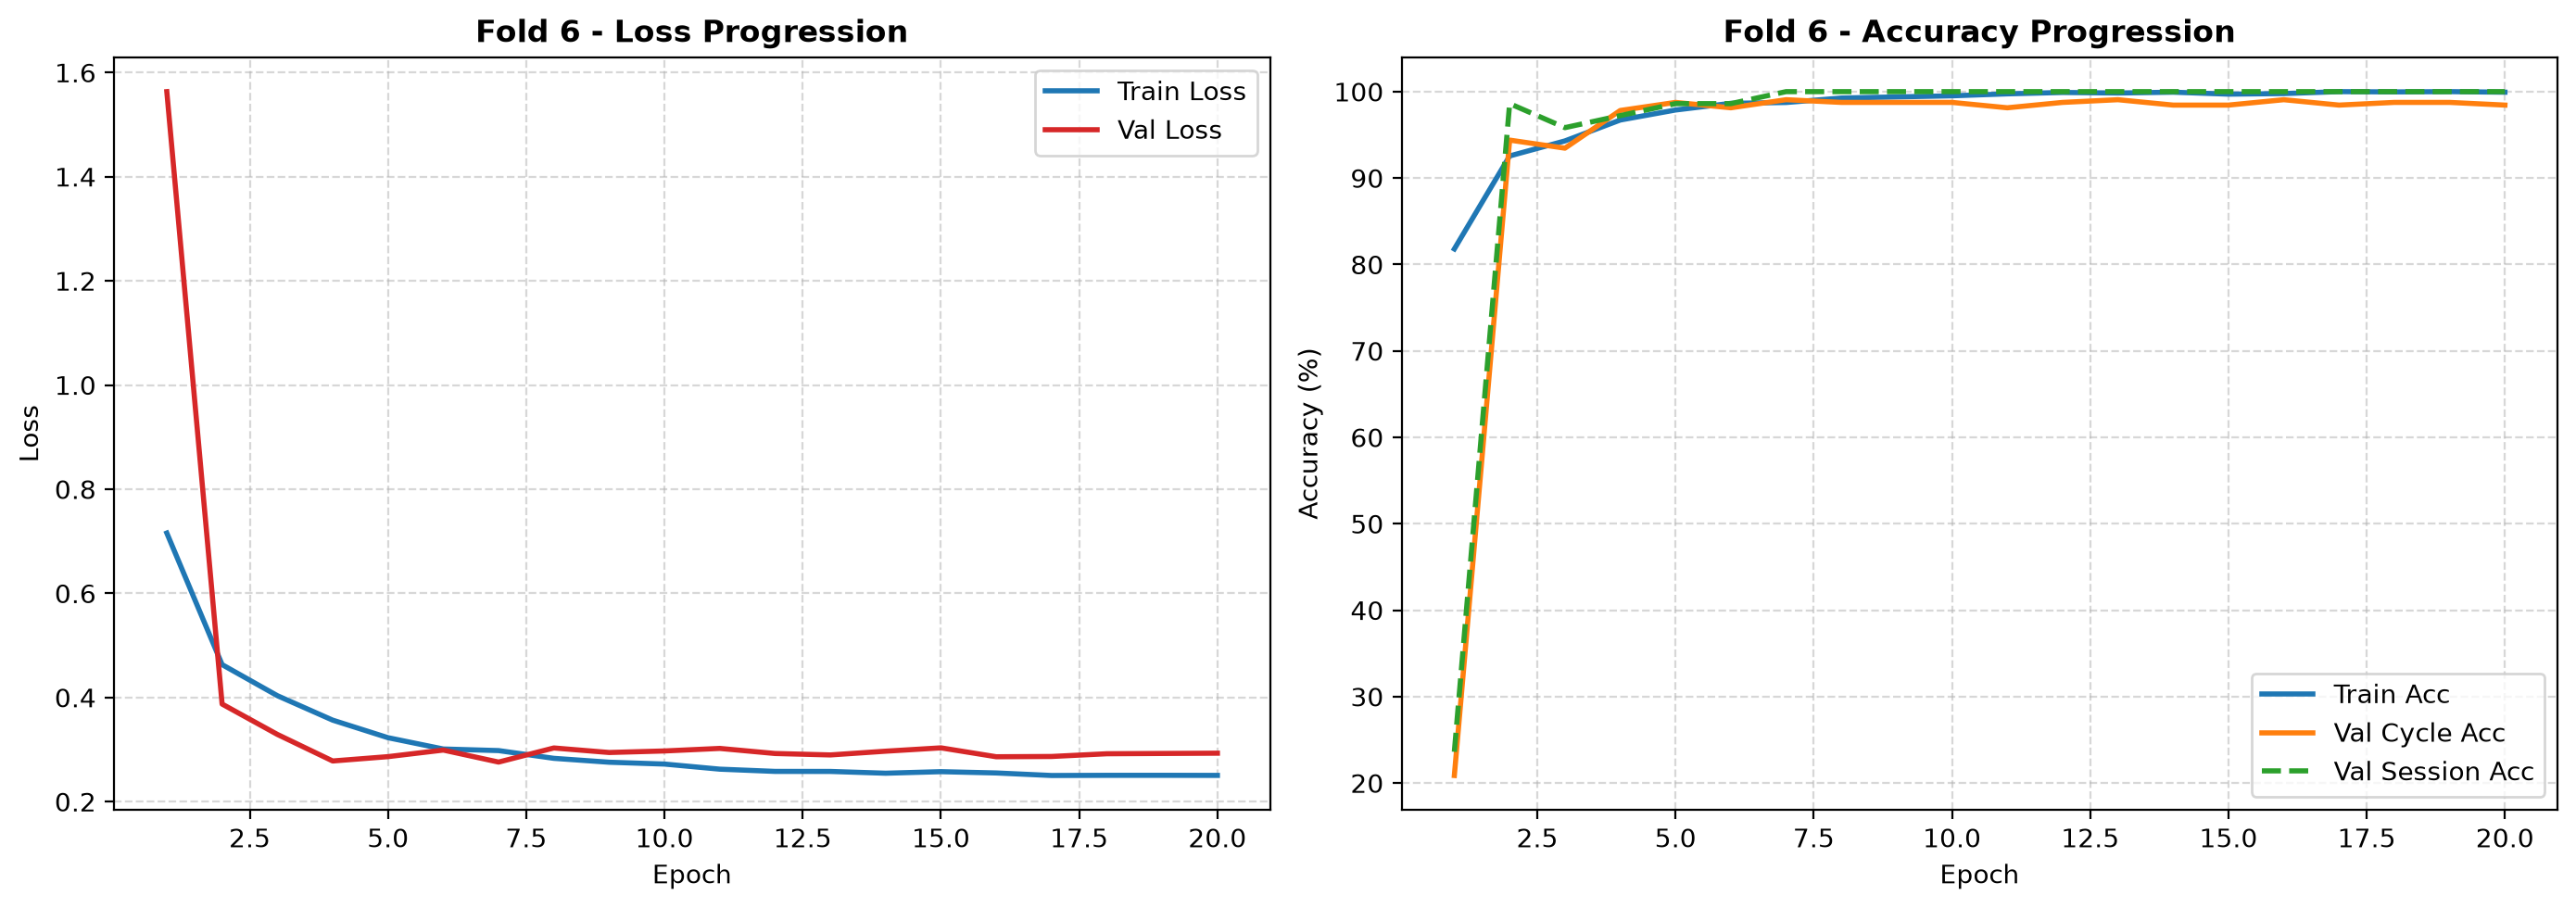 Fold 6 - Loss Progression
1.6
1.4
1.2
1.0
0.8
0.6
0.4
0.2
Loss
2.5 5.0 7.5 10.0 12.5 15.0 17.5 20.0
Epoch
Train Loss
Val Loss
Fold 6 - Accuracy Progression
100
90
80
70
60
50
40
30
20
Accuracy (%)
2.5 5.0 7.5 10.0 12.5 15.0 17.5 20.0
Epoch
Train Acc
Val Cycle Acc
Val Session Acc